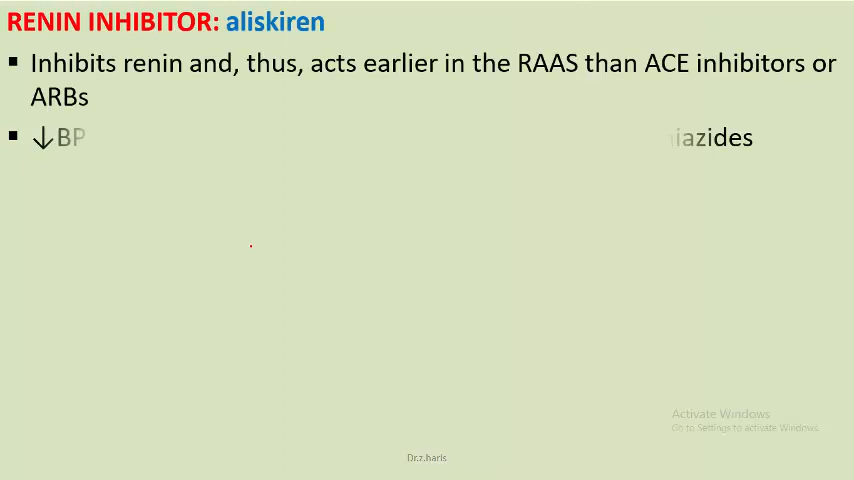 RENIN INHIBITOR: aliskiren
▪ Inhibits renin and, thus, acts earlier in the RAAS than ACE inhibitors or
ARBs
▪ ↓BP
Activate Windows
Go to Settings to activate Windows.
Dr.z.haris